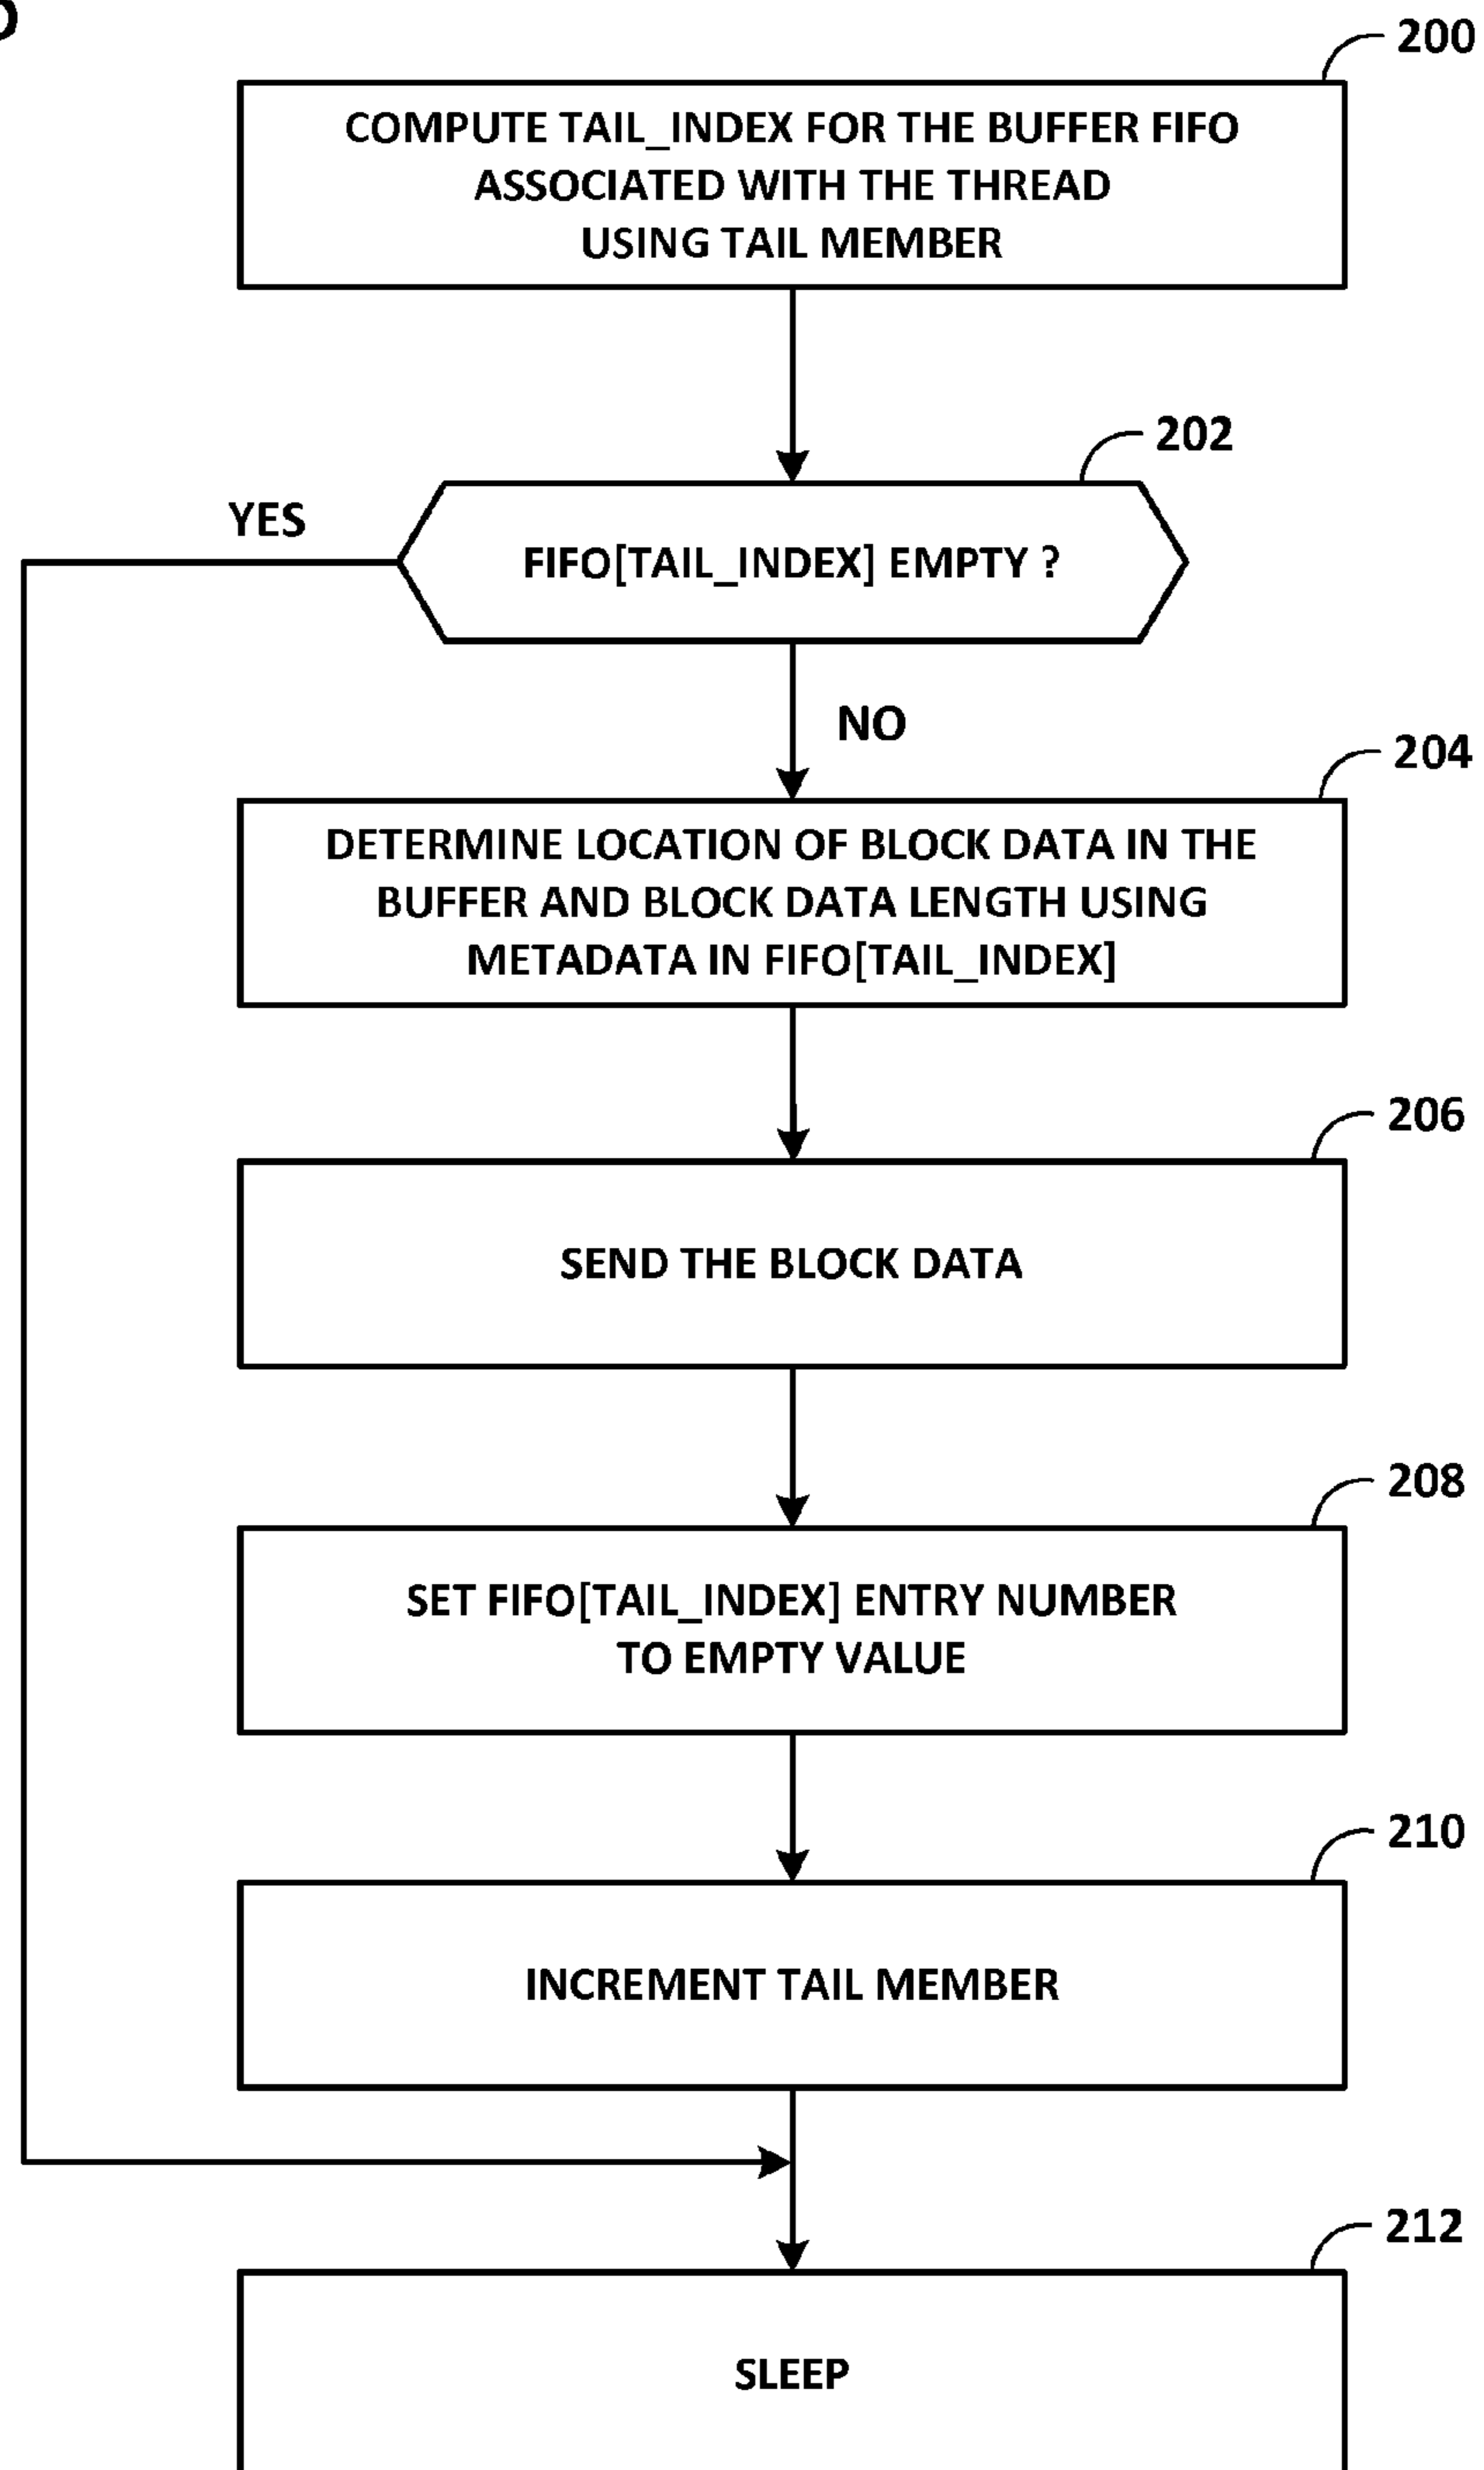 200
COMPUTE TAIL_INDEX FOR THE BUFFER FIFO
ASSOCIATED WITH THE THREAD
USING TAIL MEMBER
202
YES
FIFO[TAIL_INDEX] EMPTY ?
NO
204
DETERMINE LOCATION OF BLOCK DATA IN THE
BUFFER AND BLOCK DATA LENGTH USING
METADATA IN FIFO[TAIL_INDEX]
206
SEND THE BLOCK DATA
208
SET FIFO[TAIL_INDEX] ENTRY NUMBER
TO EMPTY VALUE
210
INCREMENT TAIL MEMBER
212
SLEEP